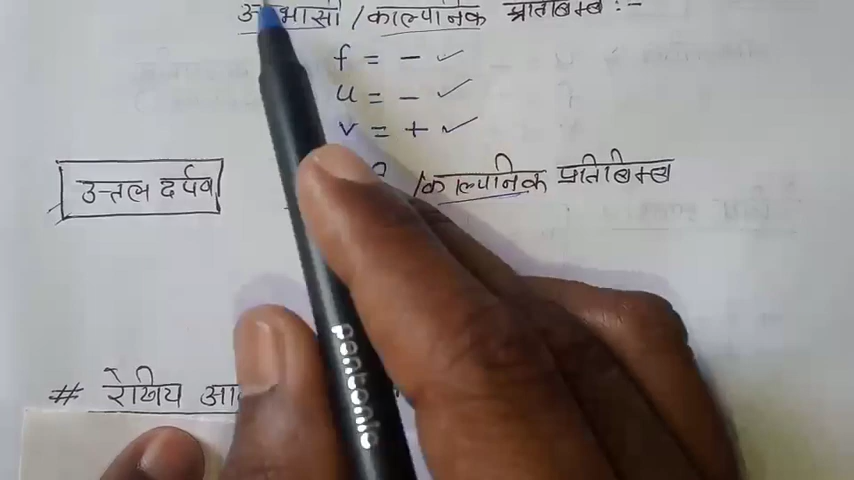 /काल्पनिक प्रतिबिम्ब :-
f = - ✓
u = - ✓
v = + ✓
उत्तल दर्पण /काल्पनिक प्रतिबिम्ब
# रेखिय
pentonic